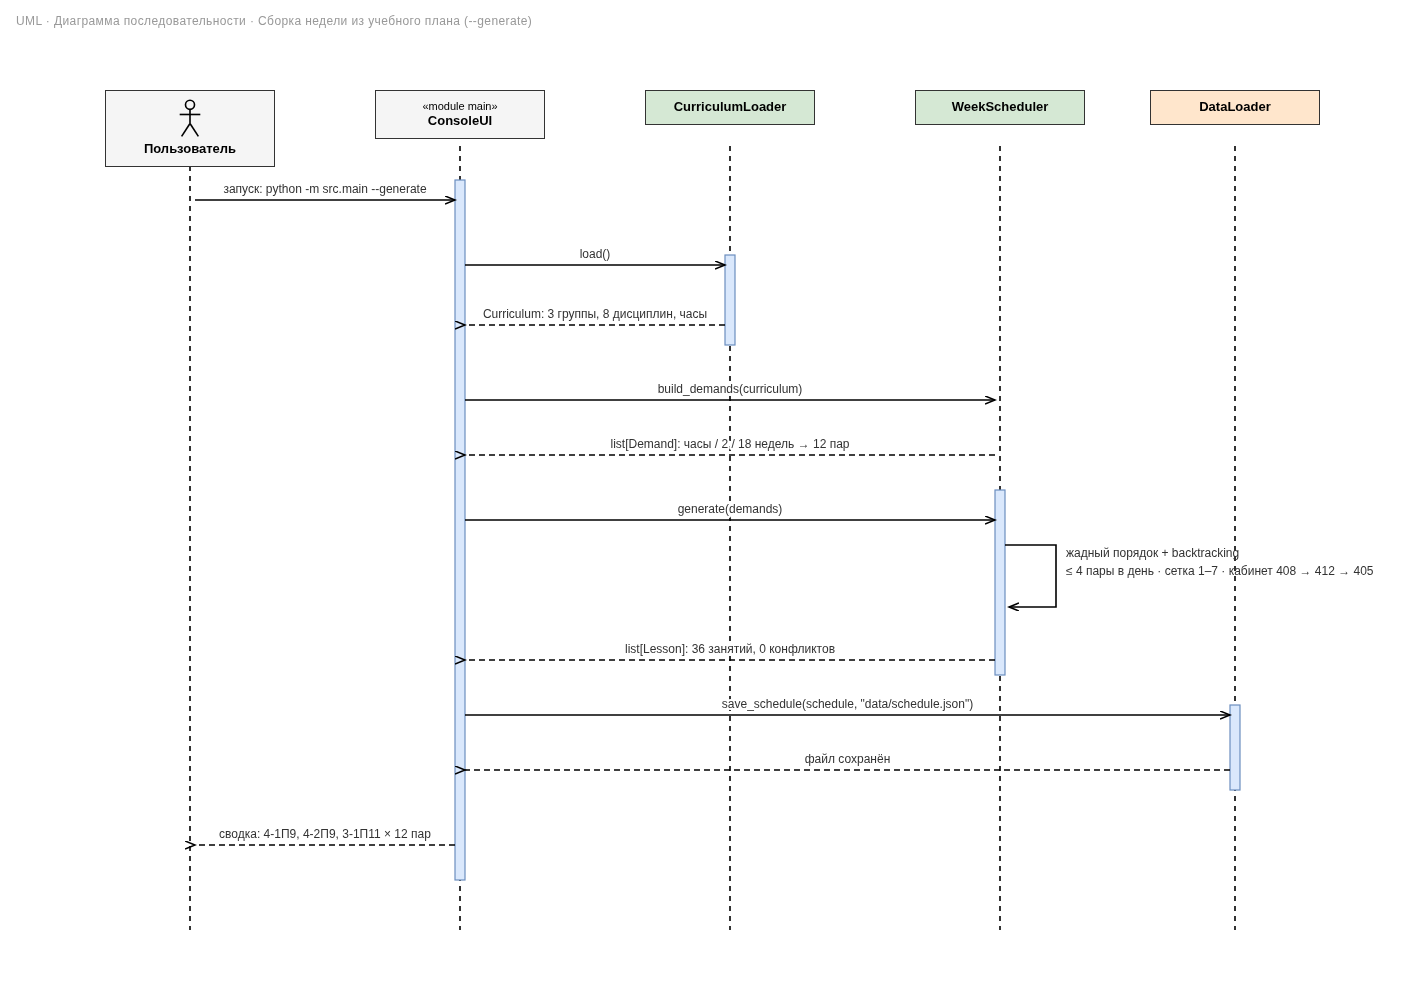 UML · Диаграмма последовательности · Сборка недели из учебного плана (--generate)
Пользователь
«module main»
ConsoleUI
CurriculumLoader
WeekScheduler
DataLoader
запуск: python -m src.main --generate
load()
Curriculum: 3 группы, 8 дисциплин, часы
build_demands(curriculum)
list[Demand]: часы / 2 / 18 недель → 12 пар
generate(demands)
жадный порядок + backtracking
≤ 4 пары в день · сетка 1–7 · кабинет 408 → 412 → 405
list[Lesson]: 36 занятий, 0 конфликтов
save_schedule(schedule, "data/schedule.json")
файл сохранён
сводка: 4-1П9, 4-2П9, 3-1П11 × 12 пар